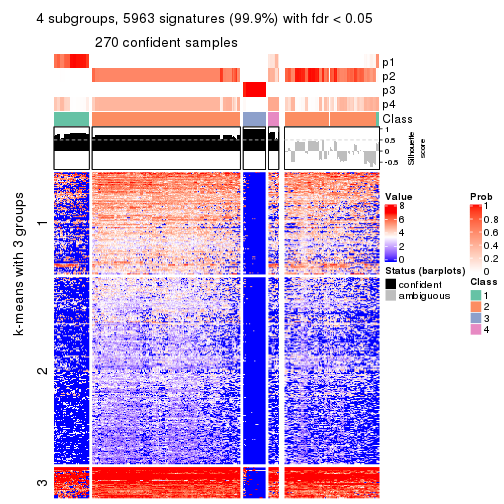 4 subgroups, 5963 signatures (99.9%) with fdr < 0.05
270 confident samples
p1
p2
p3
p4
Class
1
0.5
0
-0.5
Silhouette
score
k-means with 3 groups
1
2
3
Value
8
6
4
2
0
Status (barplots)
confident
ambiguous
Prob
1
0.8
0.6
0.4
0.2
0
Class
1
2
3
4